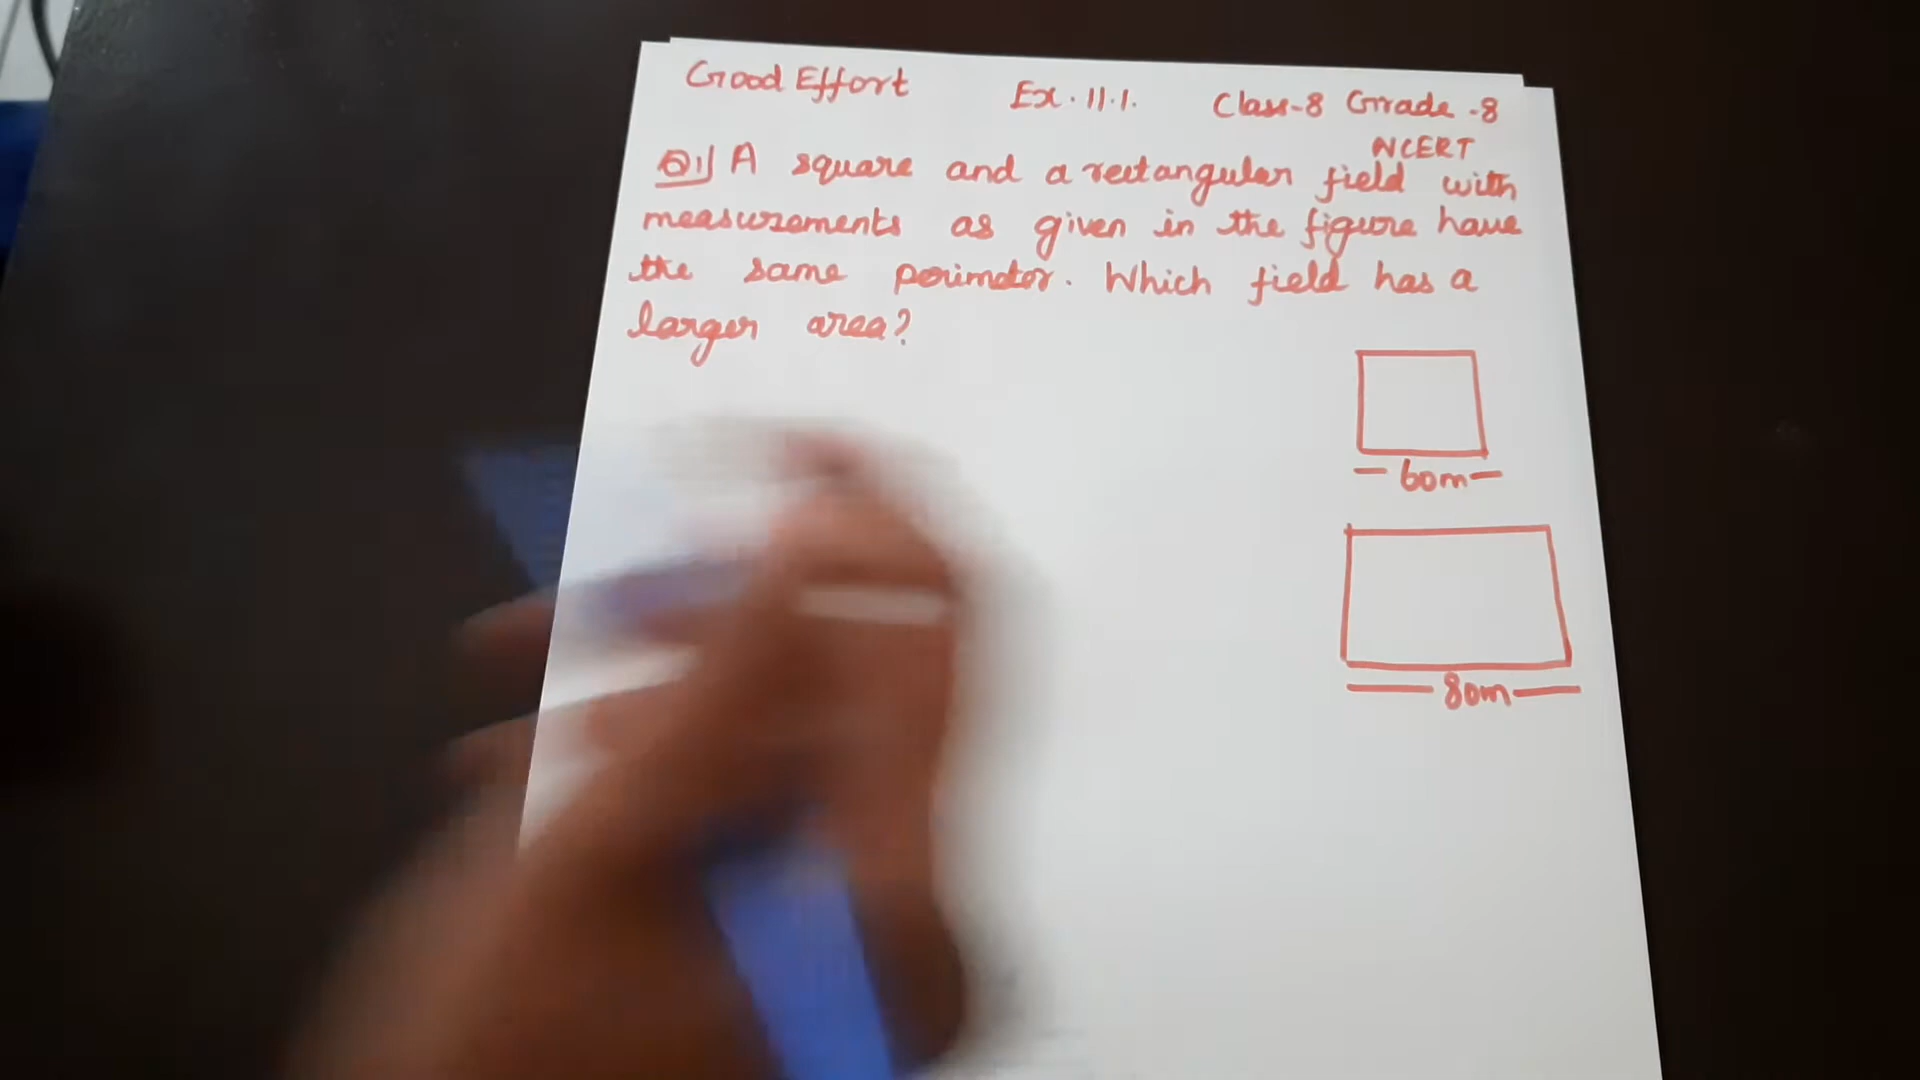 Good Effort Ex. 11.1. Class-8 Grade-8
NCERT
Q1) A square and a rectangular field with
measurements as given in the figure have
the same perimeter. Which field has a
larger area?
60m
80m